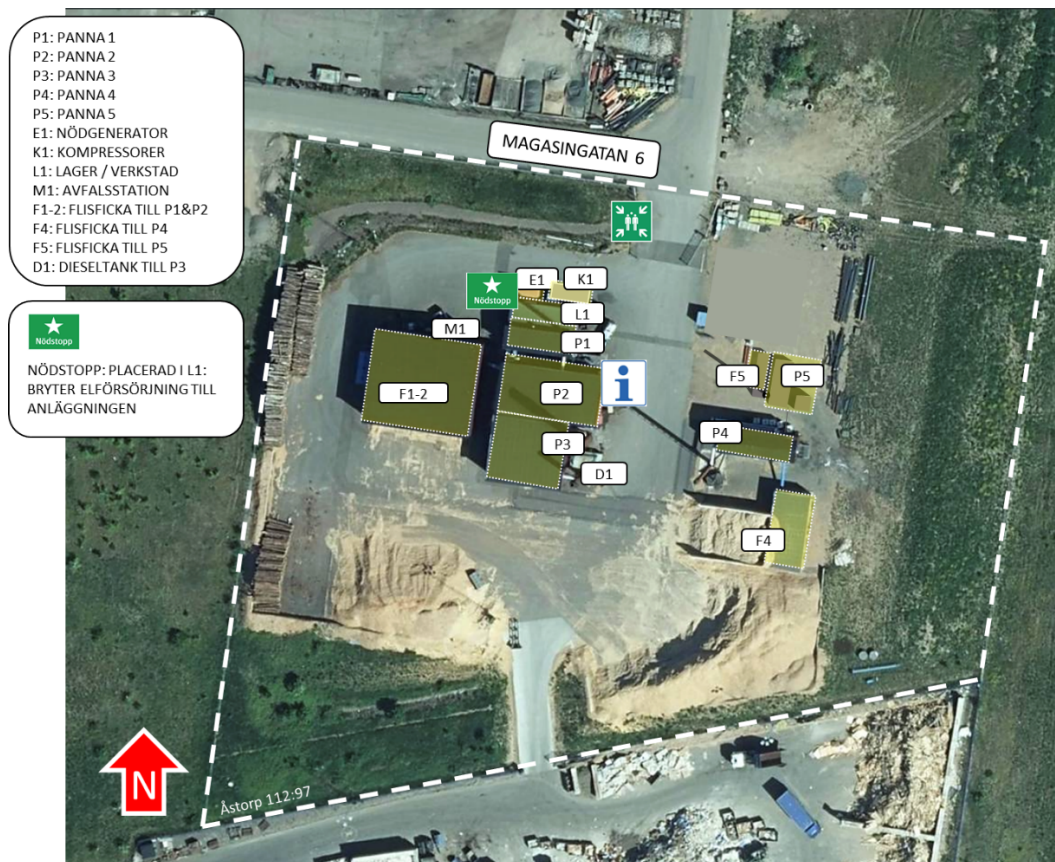 P1: PANNA 1
P2: PANNA 2
P3: PANNA 3
P4: PANNA 4
P5: PANNA 5
E1: NÖDGENERATOR
K1: KOMPRESSORER
L1: LAGER / VERKSTAD
M1: AVFALSSTATION
F1-2: FLISFICKA TILL P1&P2
F4: FLISFICKA TILL P4
F5: FLISFICKA TILL P5
D1: DIESELTANK TILL P3
Nödstopp
NÖDSTOPP: PLACERAD I L1:
BRYTER ELFÖRSÖRJNING TILL
ANLÄGGNINGEN
MAGASINGATAN 6
E1
K1
Nödstopp
L1
M1
P1
i
F5
P5
F1-2
P2
P4
P3
D1
F4
N
Åstorp 112:97